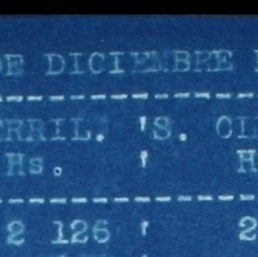 DE DICIEMBRE
RRIL. 'S. CI
Hs. ' H
2 126 ' 2